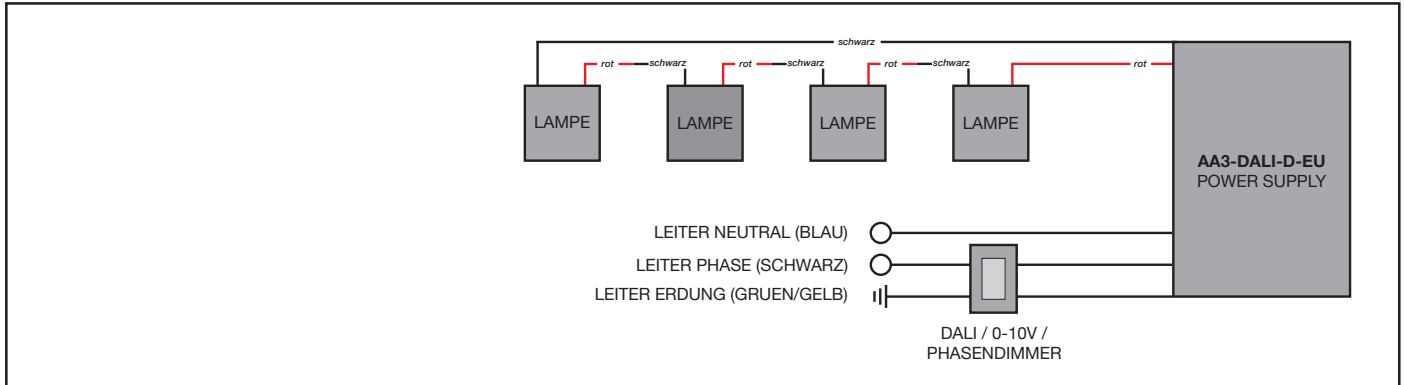 schwarz
rot schwarz rot schwarz rot schwarz rot
LAMPE LAMPE LAMPE LAMPE
AA3-DALI-D-EU
POWER SUPPLY
LEITER NEUTRAL (BLAU)
LEITER PHASE (SCHWARZ)
LEITER ERDUNG (GRUEN/GELB)
DALI / 0-10V /
PHASENDIMMER